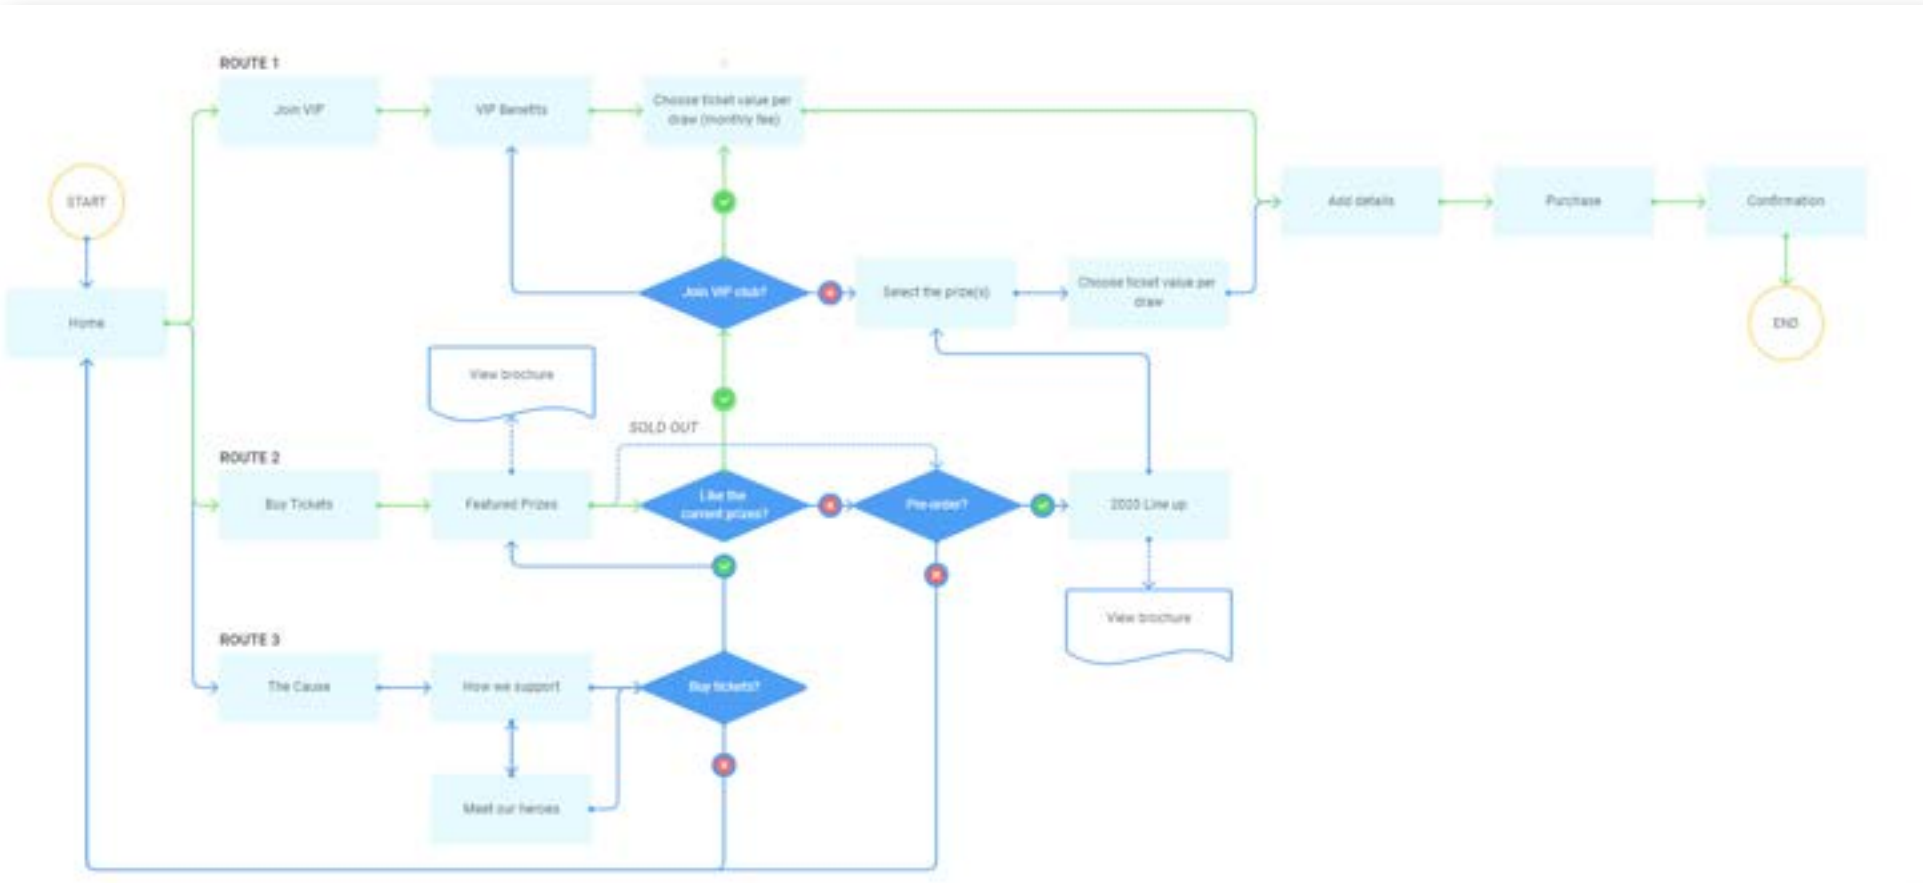 ROUTE 1
Join VIP
VIP Benefits
Choose ticket value per
draw (monthly fee)
START
Add details
Purchase
Confirmation
Join VIP club?
Select the prize(s)
Choose ticket value per
draw
Home
END
View brochure
SOLD OUT
ROUTE 2
Buy Tickets
Featured Prizes
Like the
current prizes?
Pre-order?
2020 Line up
View brochure
ROUTE 3
The Cause
How we support
Buy tickets?
Meet our heroes